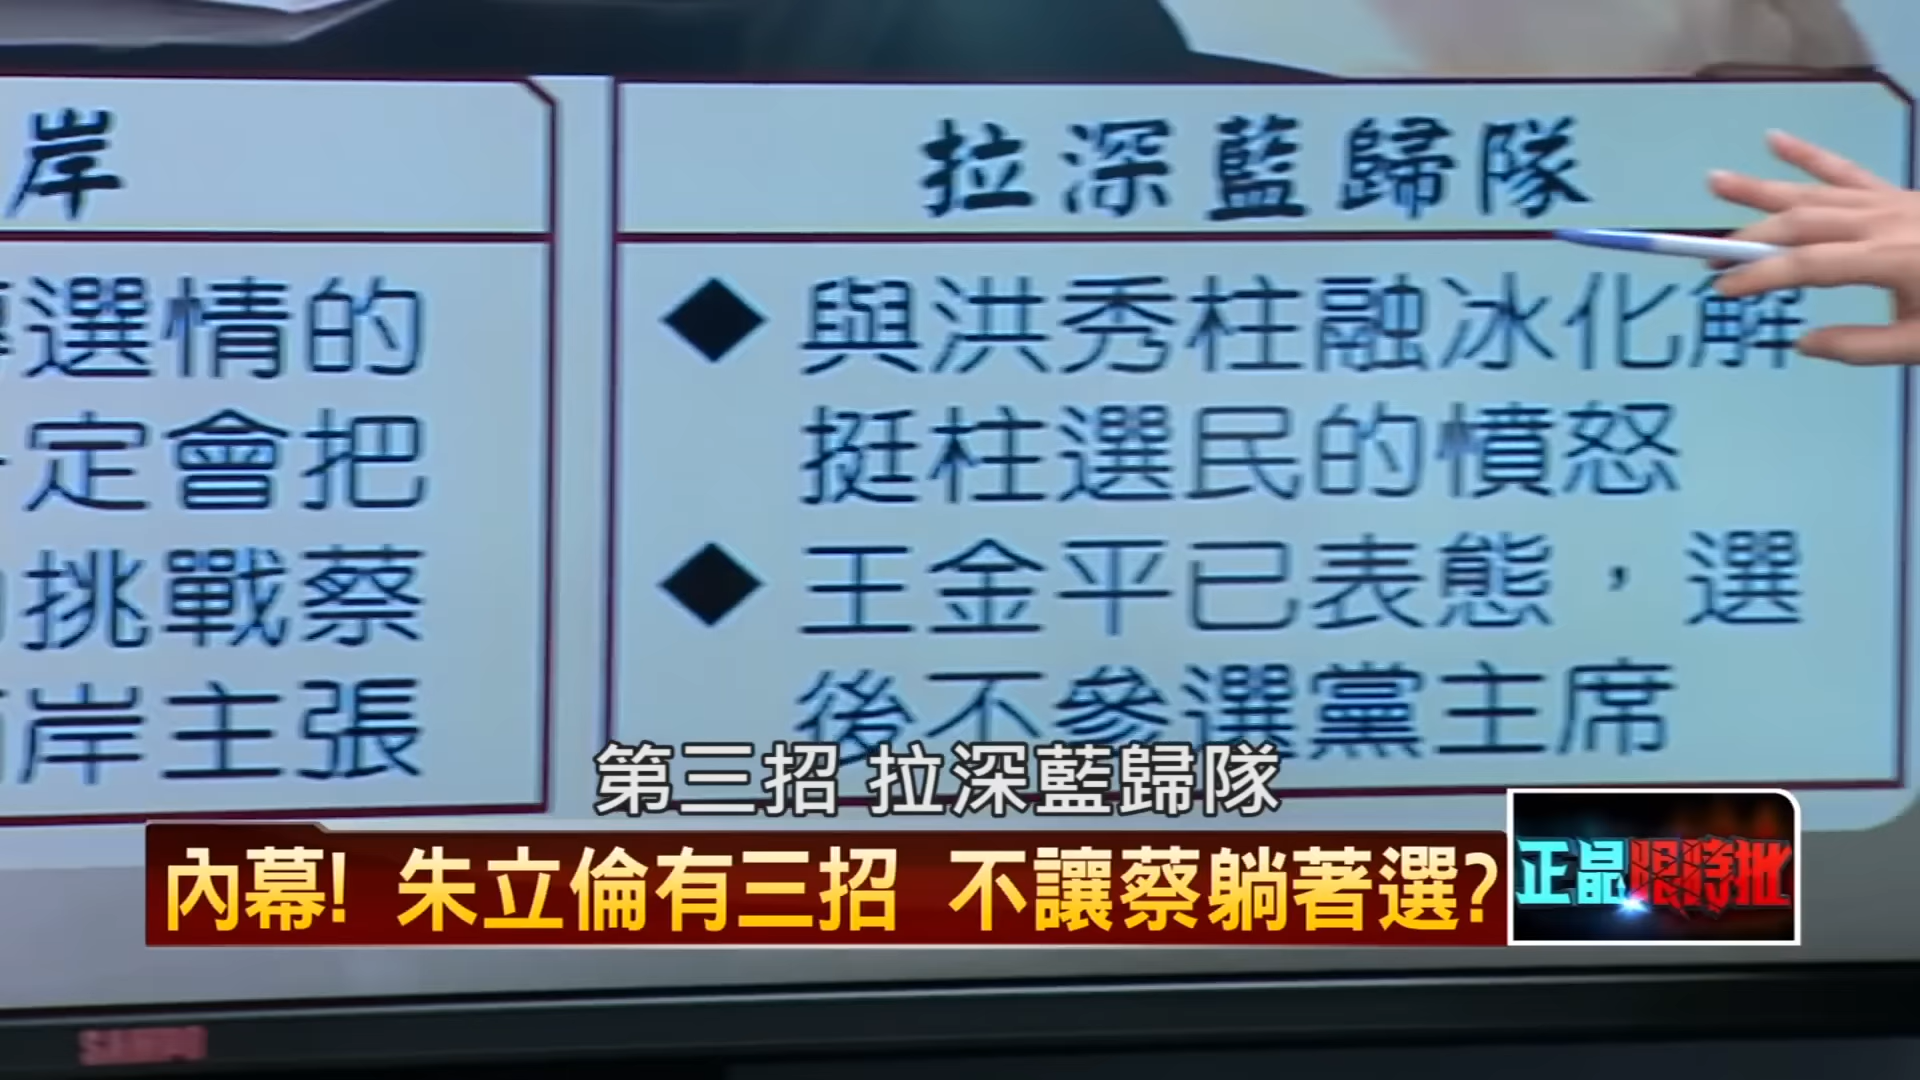 岸
選情的
定會把
挑戰蔡
岸主張
拉深藍歸隊
◆ 與洪秀柱融冰化解
挺柱選民的憤怒
◆ 王金平已表態，選
後不參選黨主席
第三招 拉深藍歸隊
內幕! 朱立倫有三招 不讓蔡躺著選?
正晶限時批